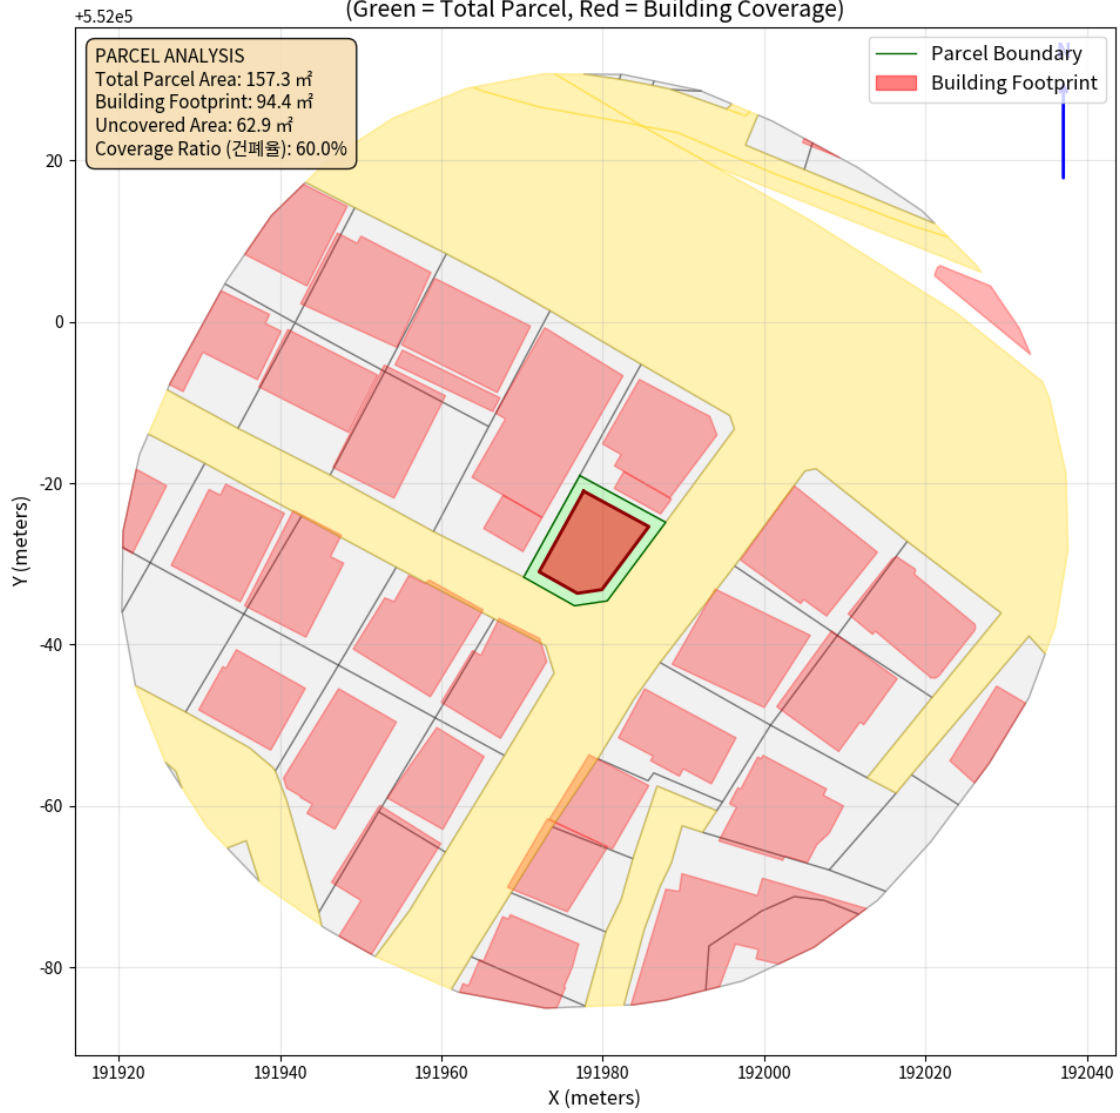 (Green = Total Parcel, Red = Building Coverage)
+5.52e5
PARCEL ANALYSIS
Total Parcel Area: 157.3 ㎡
Building Footprint: 94.4 ㎡
Uncovered Area: 62.9 ㎡
Coverage Ratio (건폐율): 60.0%
N
Parcel Boundary
Building Footprint
20
0
-20
-40
-60
-80
Y (meters)
191920 191940 191960 191980 192000 192020 192040
X (meters)